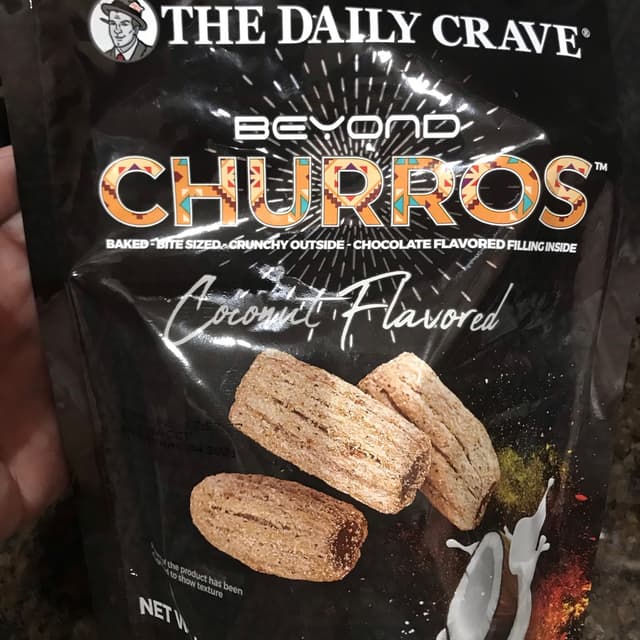 THE DAILY CRAVE®
BEYOND
CHURROS™
BAKED - BITE SIZED - CRUNCHY OUTSIDE - CHOCOLATE FLAVORED FILLING INSIDE
Coconut Flavored
of the product has been
to show texture
NET